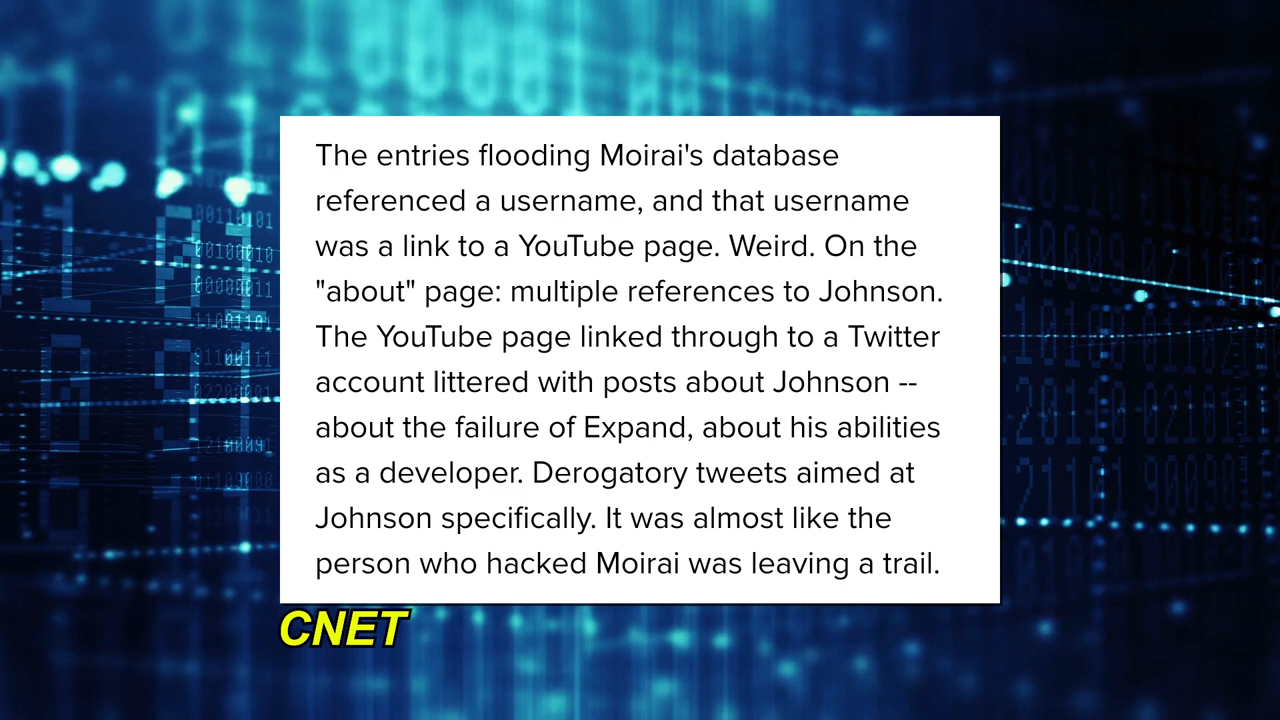 The entries flooding Moirai's database
referenced a username, and that username
was a link to a YouTube page. Weird. On the
"about" page: multiple references to Johnson.
The YouTube page linked through to a Twitter
account littered with posts about Johnson --
about the failure of Expand, about his abilities
as a developer. Derogatory tweets aimed at
Johnson specifically. It was almost like the
person who hacked Moirai was leaving a trail.
CNET